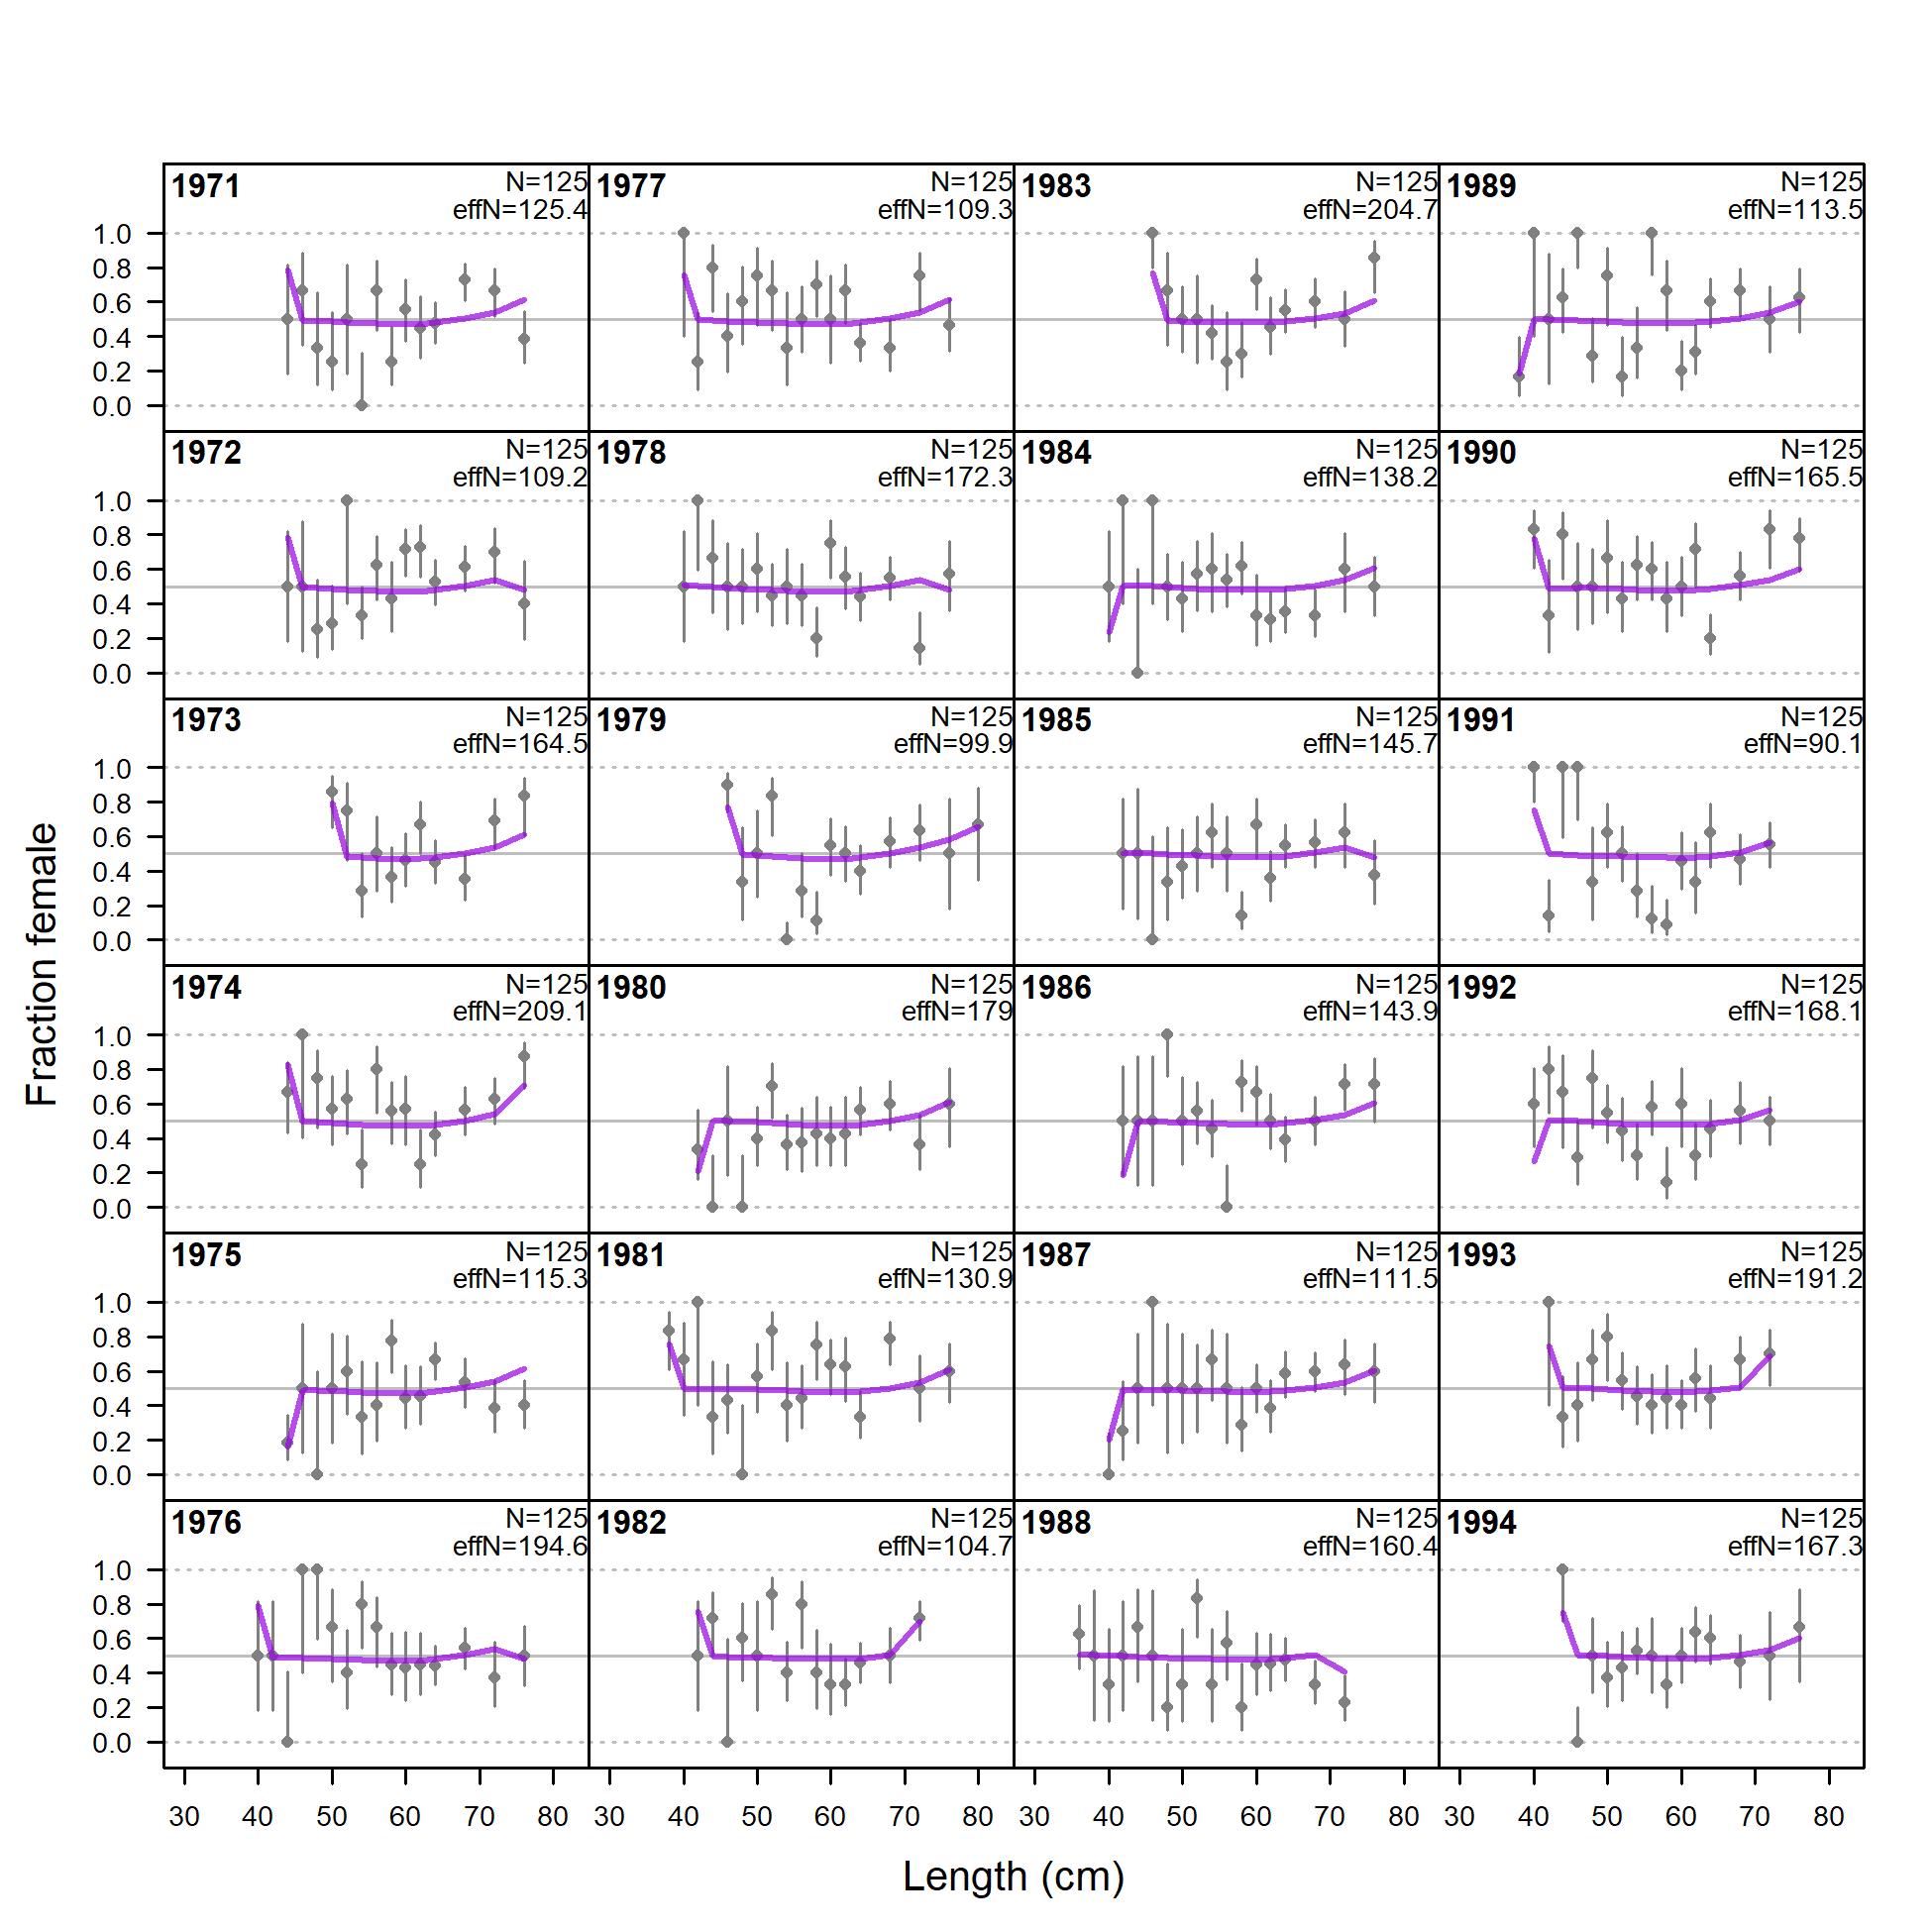 1971 N=125 1977 N=125 1983 N=125 1989 N=125
effN=125.4 effN=109.3 effN=204.7 effN=113.5
1.0
0.8
0.6
0.4
0.2
0.0
1972 N=125 1978 N=125 1984 N=125 1990 N=125
effN=109.2 effN=172.3 effN=138.2 effN=165.5
1.0
0.8
0.6
0.4
0.2
0.0
1973 N=125 1979 N=125 1985 N=125 1991 N=125
effN=164.5 effN=99.9 effN=145.7 effN=90.1
1.0
0.8
0.6
0.4
0.2
0.0
Fraction female
1974 N=125 1980 N=125 1986 N=125 1992 N=125
effN=209.1 effN=179 effN=143.9 effN=168.1
1.0
0.8
0.6
0.4
0.2
0.0
1975 N=125 1981 N=125 1987 N=125 1993 N=125
effN=115.3 effN=130.9 effN=111.5 effN=191.2
1.0
0.8
0.6
0.4
0.2
0.0
1976 N=125 1982 N=125 1988 N=125 1994 N=125
effN=194.6 effN=104.7 effN=160.4 effN=167.3
1.0
0.8
0.6
0.4
0.2
0.0
30 40 50 60 70 80 30 40 50 60 70 80 30 40 50 60 70 80 30 40 50 60 70 80
Length (cm)